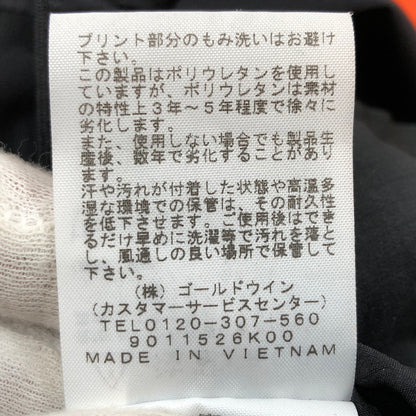 プリント部分のもみ洗いはお避け
下さい。
この製品はポリウレタンを使用し
ていますが、ポリウレタンは素材
の特性上3年～5年程度で徐々に
劣化します。
また、使用しない場合でも製品生
産後、数年で劣化することがあり
ます。
汗や汚れが付着した状態や高温多
湿な環境での保管は、その耐久性
を低下させます。ご使用後はでき
るだけ早めに洗濯等で汚れを落と
し、風通しの良い場所で保管して
下さい。
(株) ゴールドウイン
(カスタマーサービスセンター)
TEL0120-307-560
9011526K00
MADE IN VIETNAM